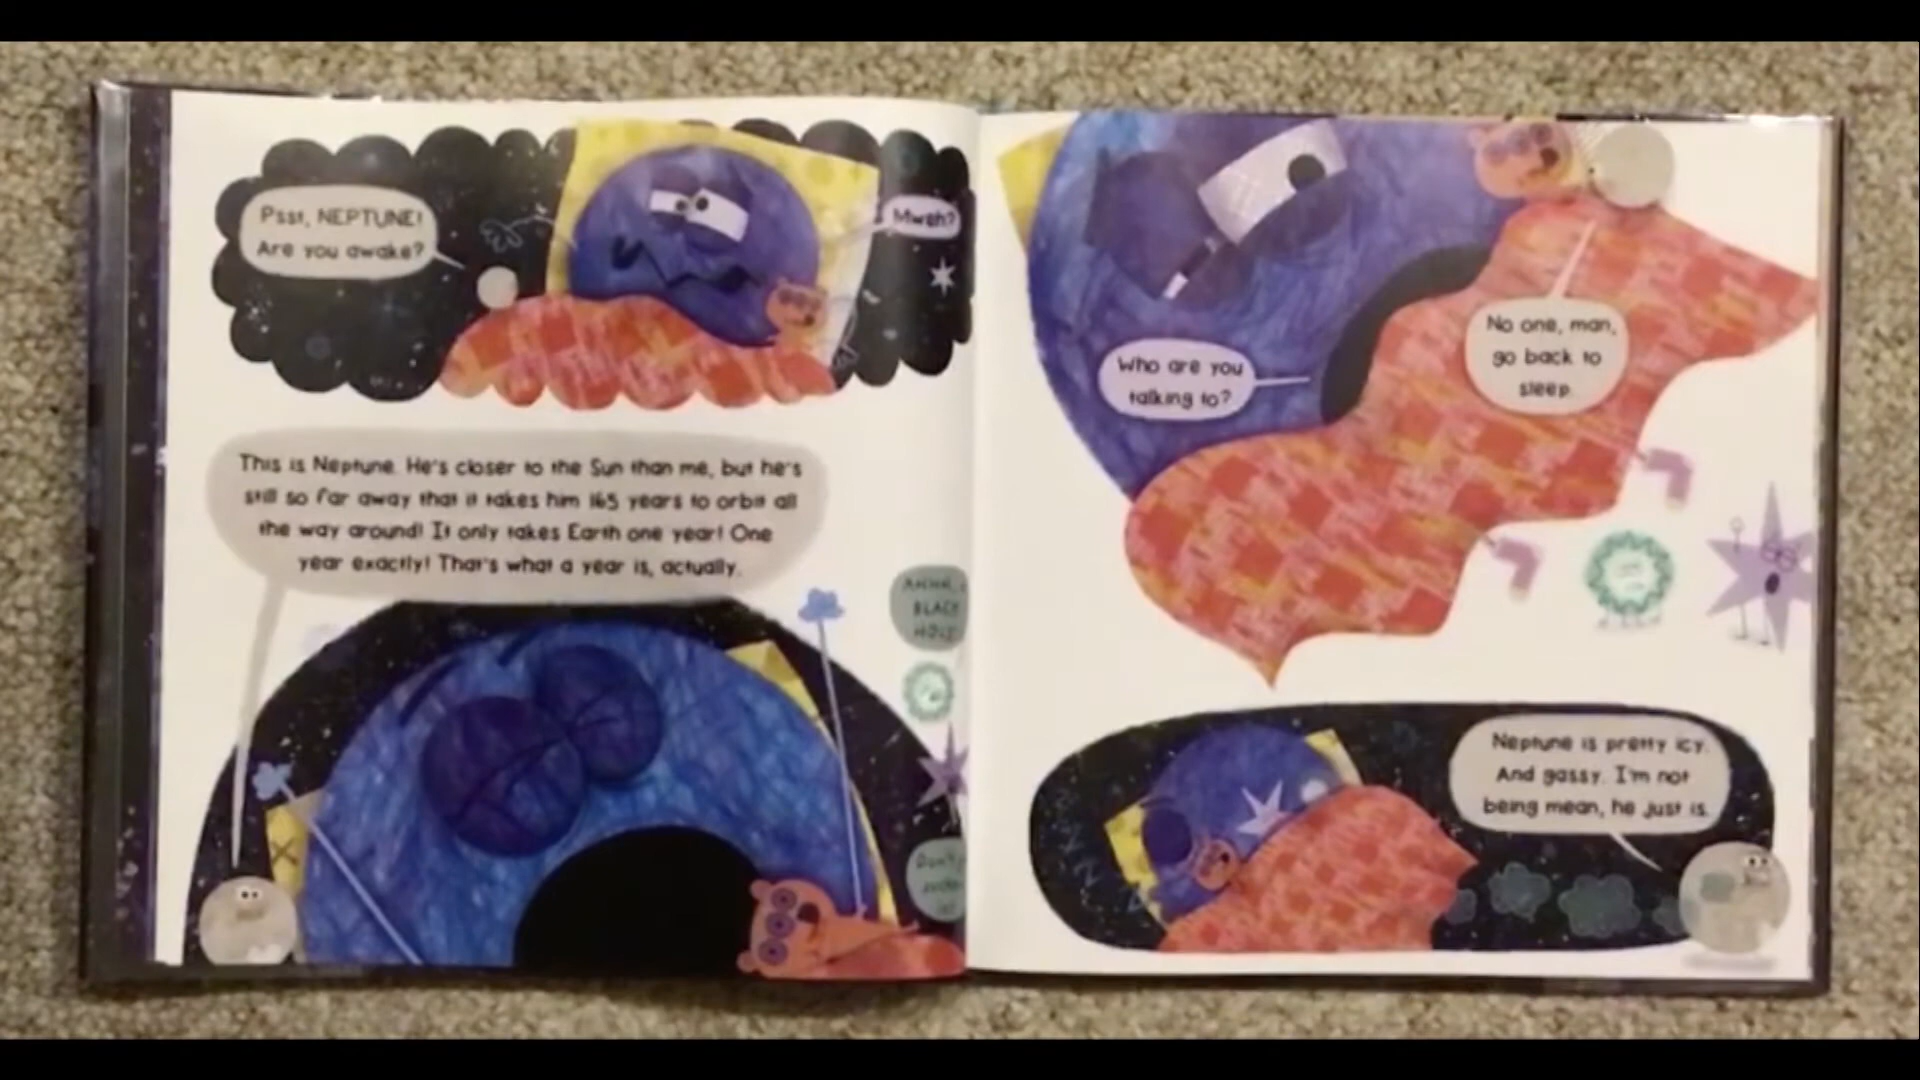 Psst, NEPTUNE!
Are you awake?
Mweh?
This is Neptune. He's closer to the Sun than me, but he's
still so far away that it takes him 165 years to orbit all
the way around! It only takes Earth one year! One
year exactly! That's what a year is, actually.
BLACK
HOLE
Who are you
talking to?
No one, man,
go back to
sleep.
Neptune is pretty icy.
And gassy. I'm not
being mean, he just is.